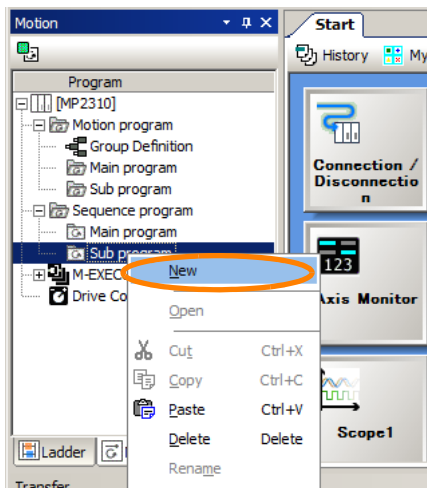 Motion
Program
[MP2310]
Motion program
Group Definition
Main program
Sub program
Sequence program
Main program
Sub program
M-EXEC
Drive Co
Ladder
Transfer
New
Open
Cut Ctrl+X
Copy Ctrl+C
Paste Ctrl+V
Delete Delete
Rename
Start
History My
Connection /
Disconnectio
n
123
Axis Monitor
Scope1